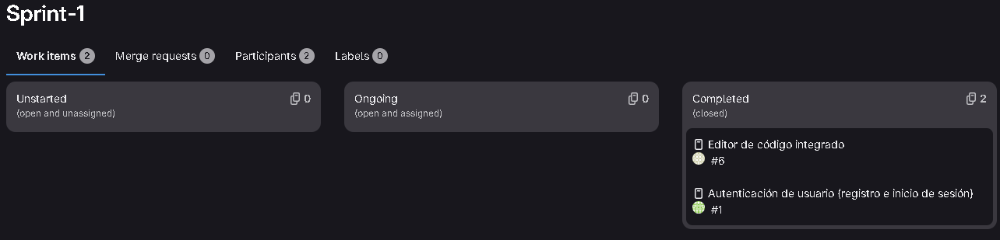 Sprint-1
Work items 2 Merge requests 0 Participants 2 Labels 0
Unstarted 0
(open and unassigned)
Ongoing 0
(open and assigned)
Completed 2
(closed)
Editor de código integrado
#6
Autenticación de usuario (registro e inicio de sesión)
#1